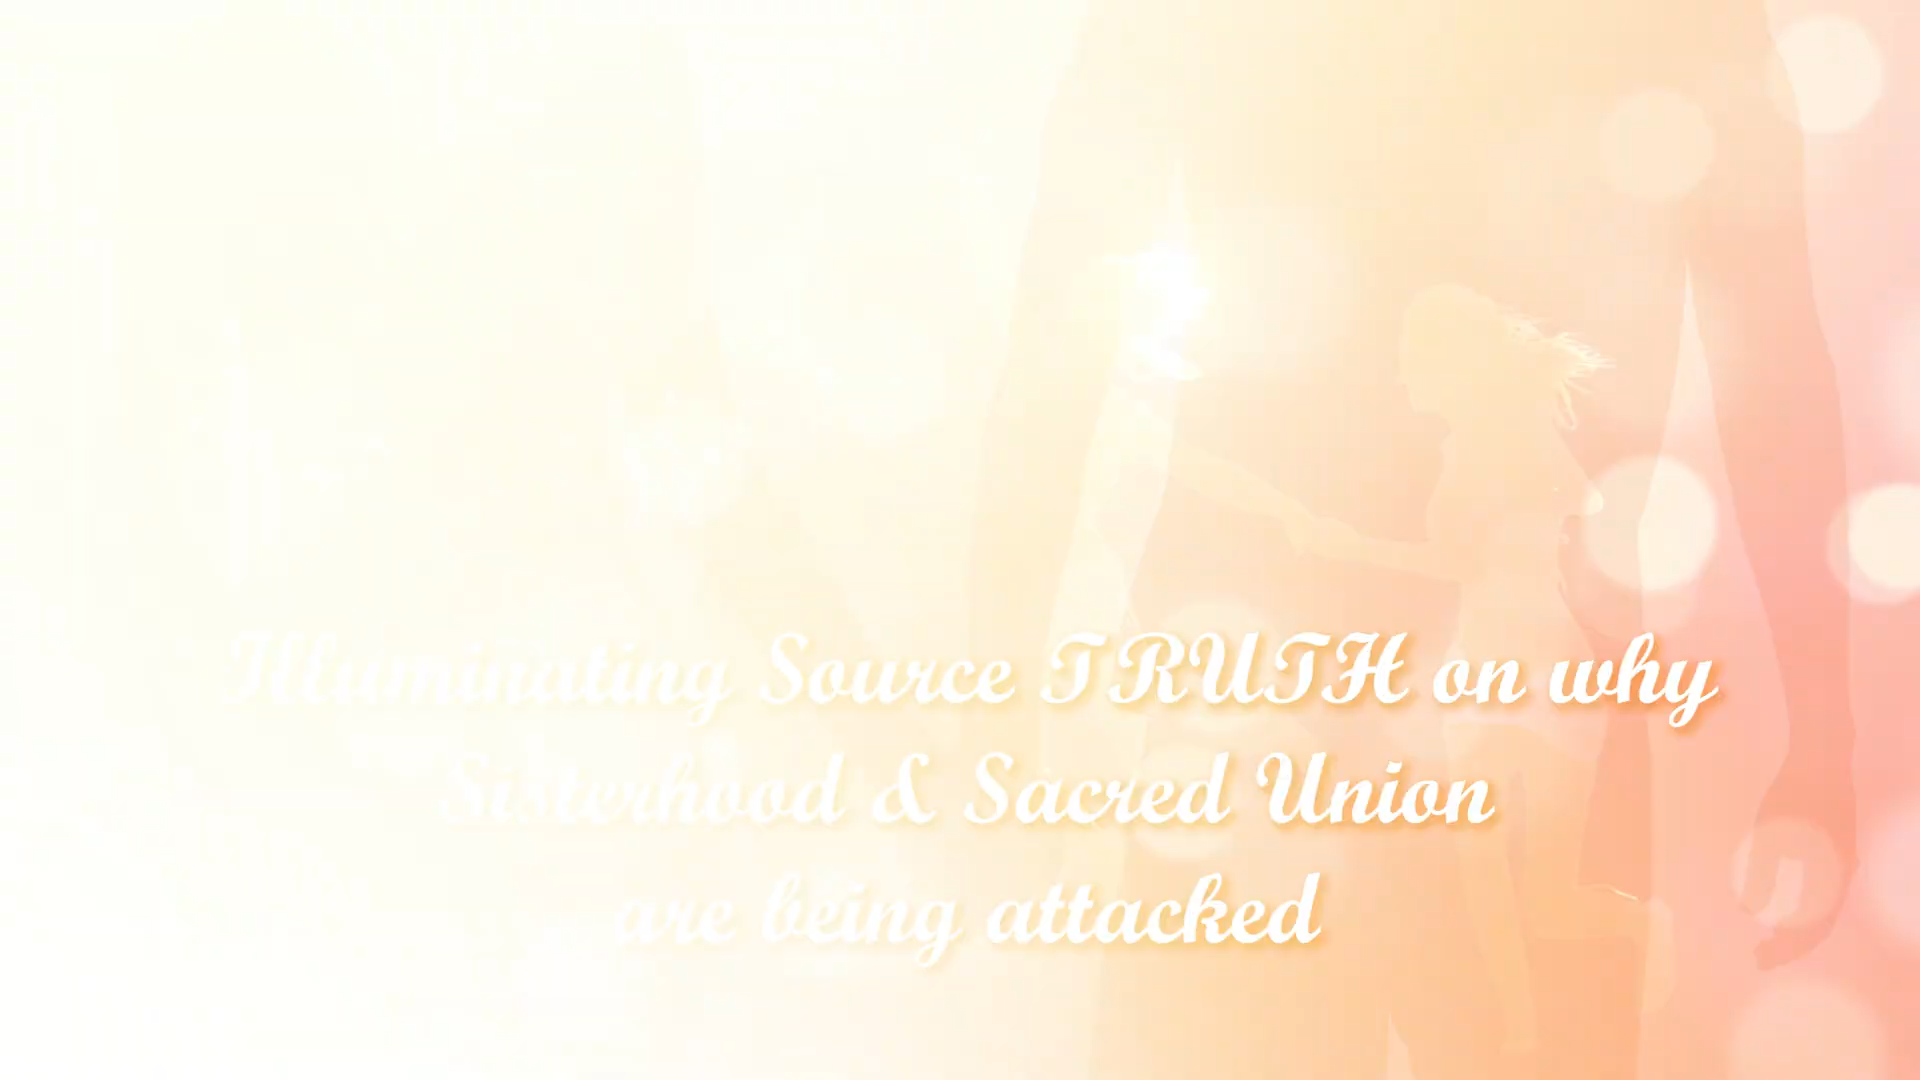 Illuminating Source TRUTH on why
Sisterhood & Sacred Union
are being attacked